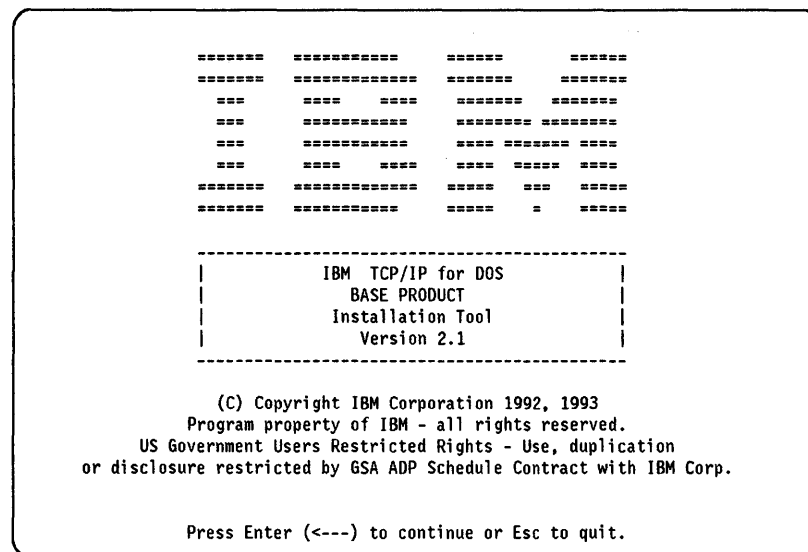 =======   ===========      ======        ======
=======   =============    =======      =======
  ===       ====    ====     =======   =======
  ===       ===========      ======== ========
  ===       ===========      ==== ======= ====
  ===       ====    ====     ====  =====  ====
=======   =============    =====   ===   =====
=======   ===========      =====    =    =====
------------------------------------------------
| IBM TCP/IP for DOS |
| BASE PRODUCT |
| Installation Tool |
| Version 2.1 |
------------------------------------------------
(C) Copyright IBM Corporation 1992, 1993
Program property of IBM - all rights reserved.
US Government Users Restricted Rights - Use, duplication
or disclosure restricted by GSA ADP Schedule Contract with IBM Corp.
Press Enter (<---) to continue or Esc to quit.